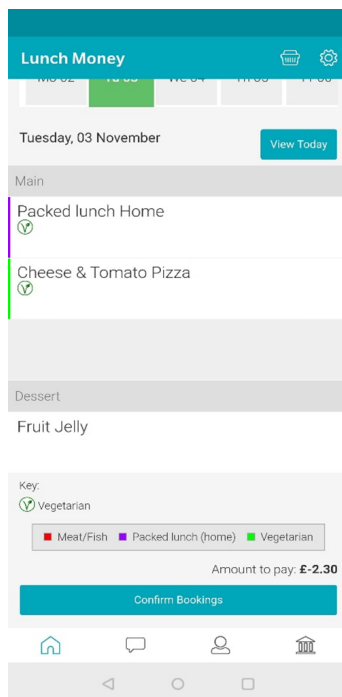 Lunch Money
Tuesday, 03 November
View Today
Main
Packed lunch Home
Cheese & Tomato Pizza
Dessert
Fruit Jelly
Key:
Vegetarian
Meat/Fish Packed lunch (home) Vegetarian
Amount to pay: £-2.30
Confirm Bookings